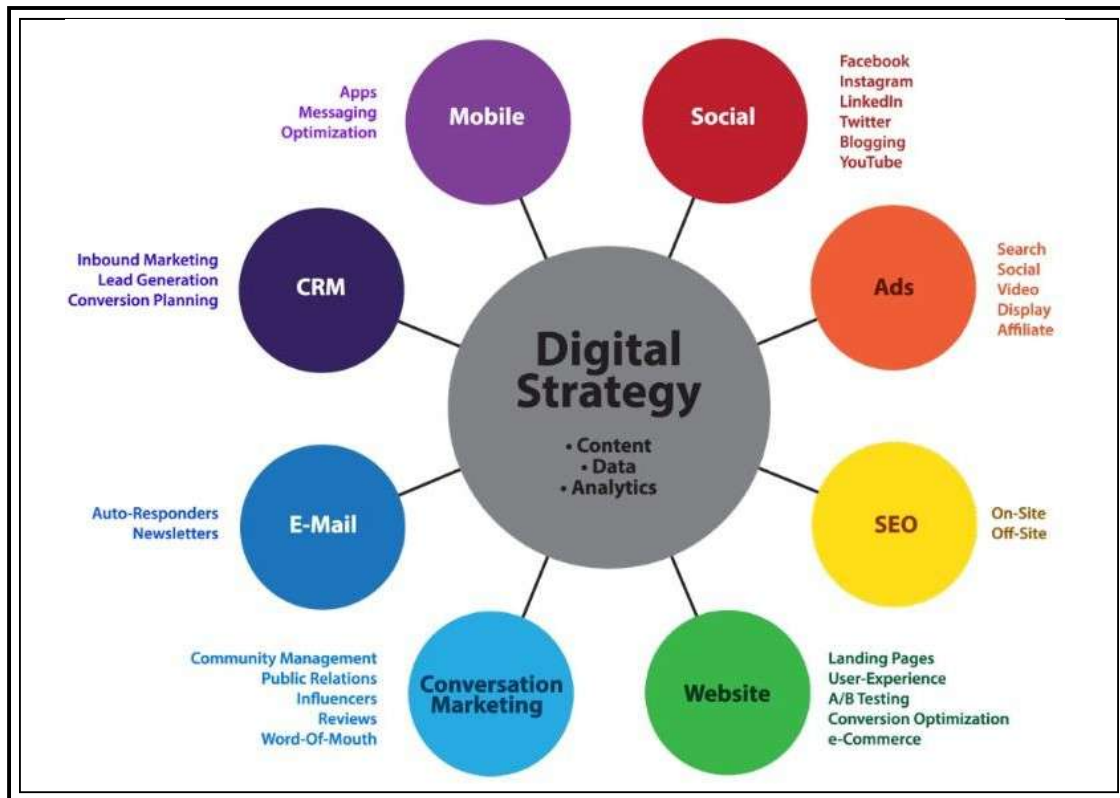 Apps
Messaging
Optimization
Mobile
Social
Facebook
Instagram
LinkedIn
Twitter
Blogging
YouTube
Inbound Marketing
Lead Generation
Conversion Planning
CRM
Ads
Search
Social
Video
Display
Affiliate
Digital
Strategy
• Content
• Data
• Analytics
Auto-Responders
Newsletters
E-Mail
SEO
On-Site
Off-Site
Community Management
Public Relations
Influencers
Reviews
Word-Of-Mouth
Conversation
Marketing
Website
Landing Pages
User-Experience
A/B Testing
Conversion Optimization
e-Commerce